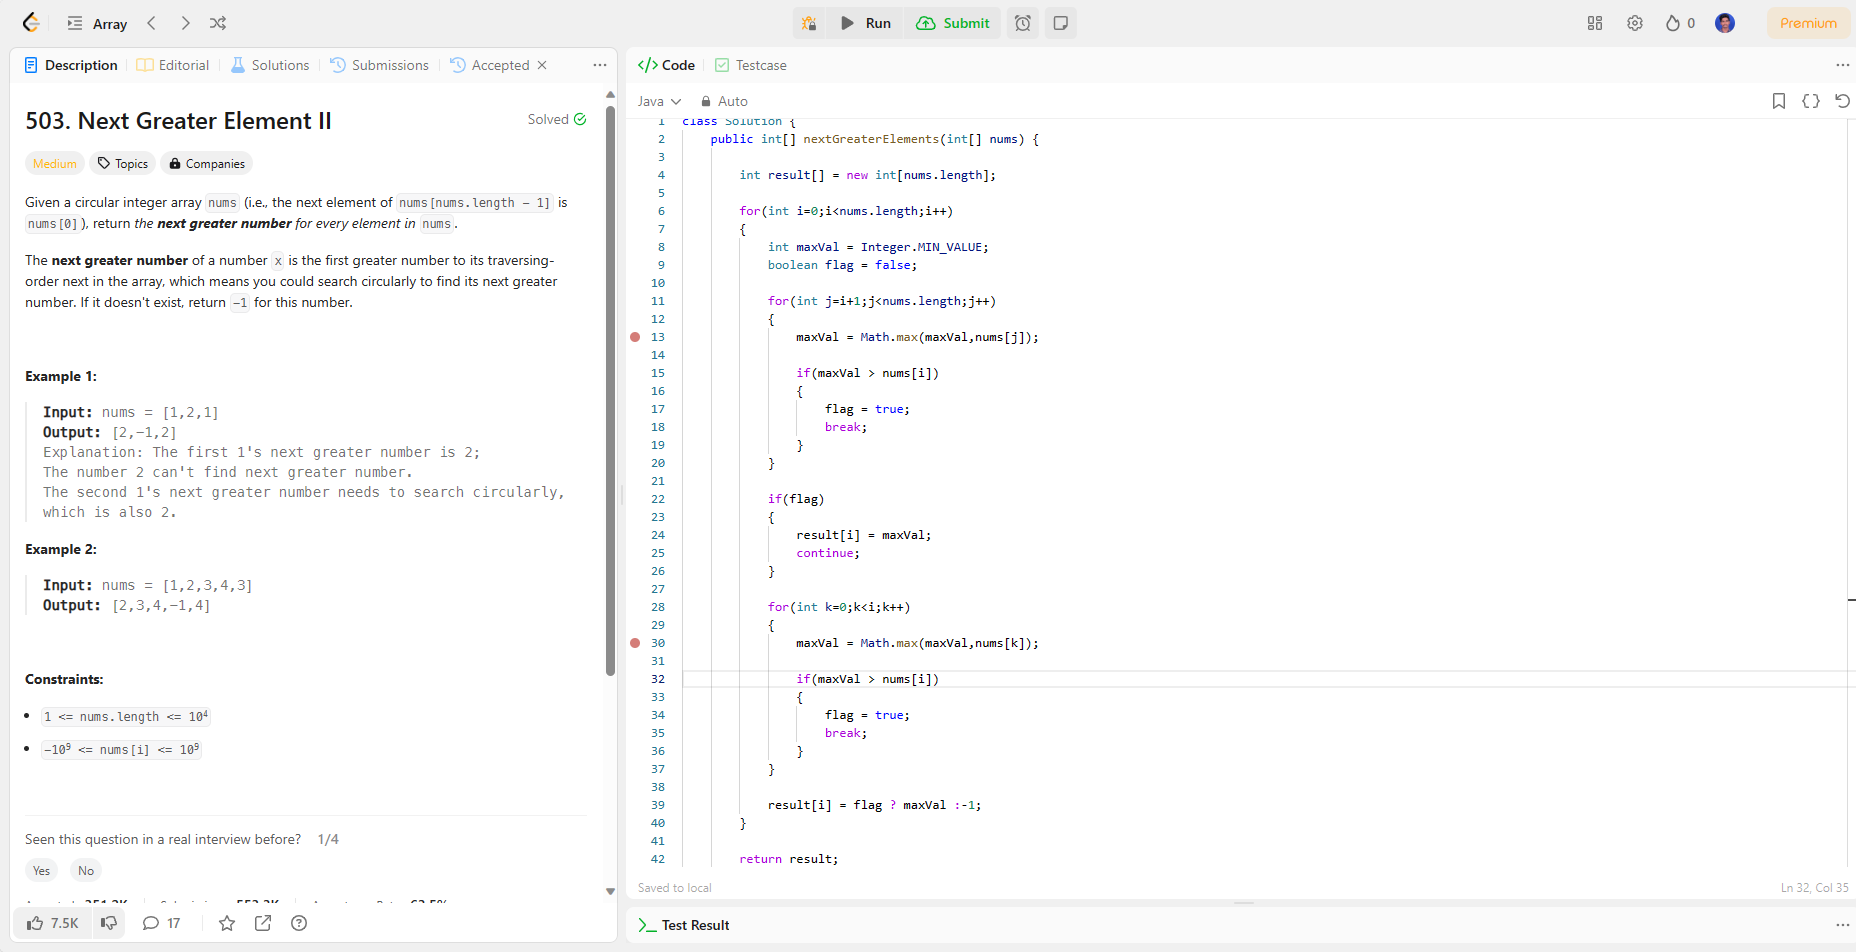 Array
Run
Submit
0
Premium
Description
Editorial
Solutions
Submissions
Accepted
503. Next Greater Element II
Solved
Medium
Topics
Companies
Given a circular integer array nums (i.e., the next element of nums[nums.length - 1] is
nums[0]), return the next greater number for every element in nums.
The next greater number of a number x is the first greater number to its traversing-
order next in the array, which means you could search circularly to find its next greater
number. If it doesn't exist, return -1 for this number.
Example 1:
Input: nums = [1,2,1]
Output: [2,-1,2]
Explanation: The first 1's next greater number is 2;
The number 2 can't find next greater number.
The second 1's next greater number needs to search circularly,
which is also 2.
Example 2:
Input: nums = [1,2,3,4,3]
Output: [2,3,4,-1,4]
Constraints:
1 <= nums.length <= 10⁴
-10⁹ <= nums[i] <= 10⁹
Seen this question in a real interview before? 1/4
Yes
No
7.5K
17
Code
Testcase
Java
Auto
1 class Solution {
2 public int[] nextGreaterElements(int[] nums) {
3
4 int result[] = new int[nums.length];
5
6 for(int i=0;i<nums.length;i++)
7 {
8 int maxVal = Integer.MIN_VALUE;
9 boolean flag = false;
10
11 for(int j=i+1;j<nums.length;j++)
12 {
13 maxVal = Math.max(maxVal,nums[j]);
14
15 if(maxVal > nums[i])
16 {
17 flag = true;
18 break;
19 }
20 }
21
22 if(flag)
23 {
24 result[i] = maxVal;
25 continue;
26 }
27
28 for(int k=0;k<i;k++)
29 {
30 maxVal = Math.max(maxVal,nums[k]);
31
32 if(maxVal > nums[i])
33 {
34 flag = true;
35 break;
36 }
37 }
38
39 result[i] = flag ? maxVal :-1;
40 }
41
42 return result;
Saved to local
Ln 32, Col 35
Test Result